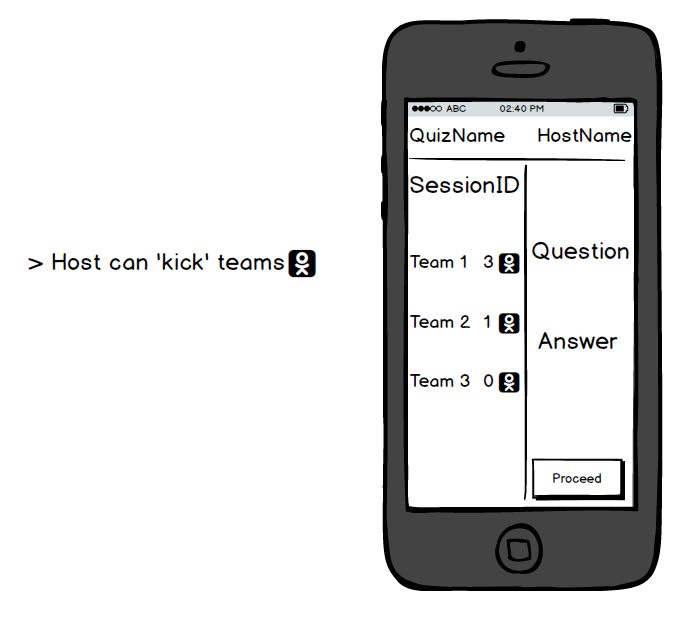 ABC 02:40 PM
QuizName HostName
SessionID
> Host can 'kick' teams
Team 1 3
Team 2 1
Team 3 0
Question
Answer
Proceed